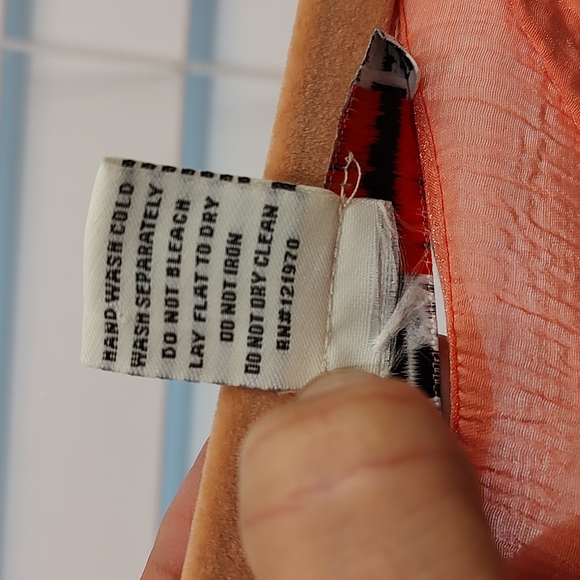 HAND WASH COLD
WASH SEPARATELY
DO NOT BLEACH
LAY FLAT TO DRY
DO NOT IRON
DO NOT DRY CLEAN
RN#121970